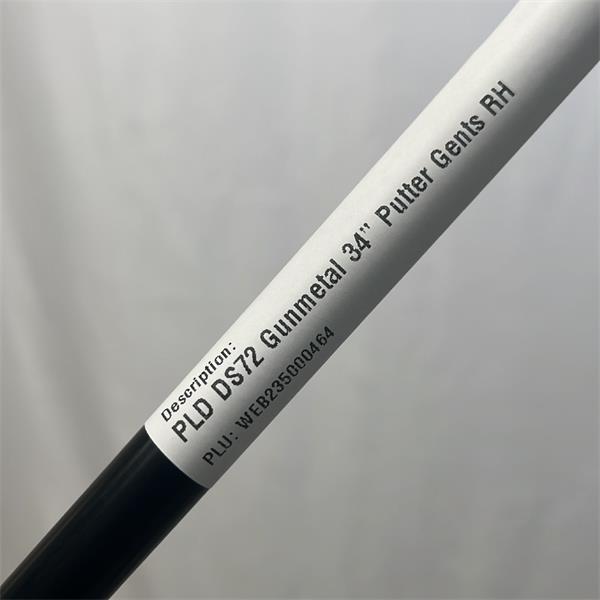 Description:
PLD DS72 Gunmetal 34" Putter Gents RH
PLU: WEB235000464